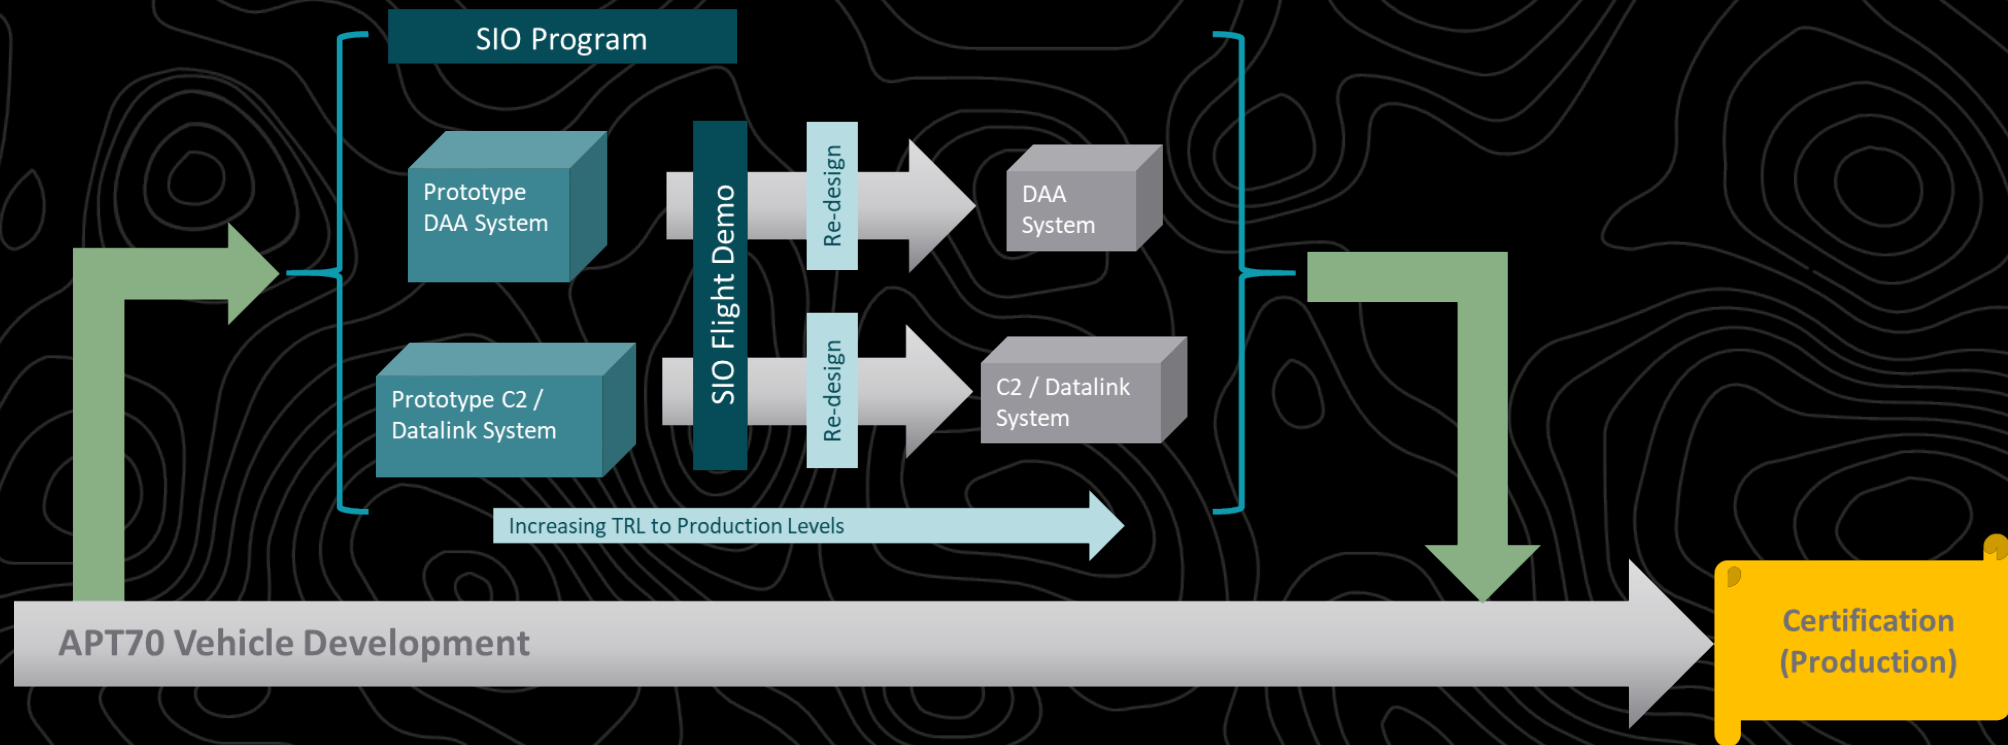 SIO Program
Prototype
DAA System
SIO Flight Demo
Re-design
DAA
System
Prototype C2 /
Datalink System
Re-design
C2 / Datalink
System
Increasing TRL to Production Levels
APT70 Vehicle Development
Certification
(Production)